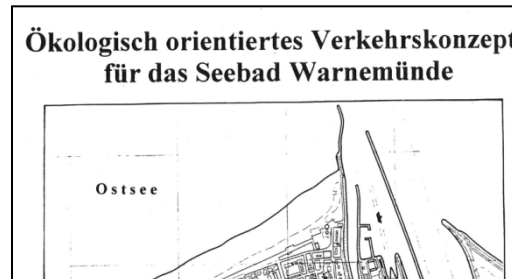 Ökologisch orientiertes Verkehrskonzept
für das Seebad Warnemünde
Ostsee